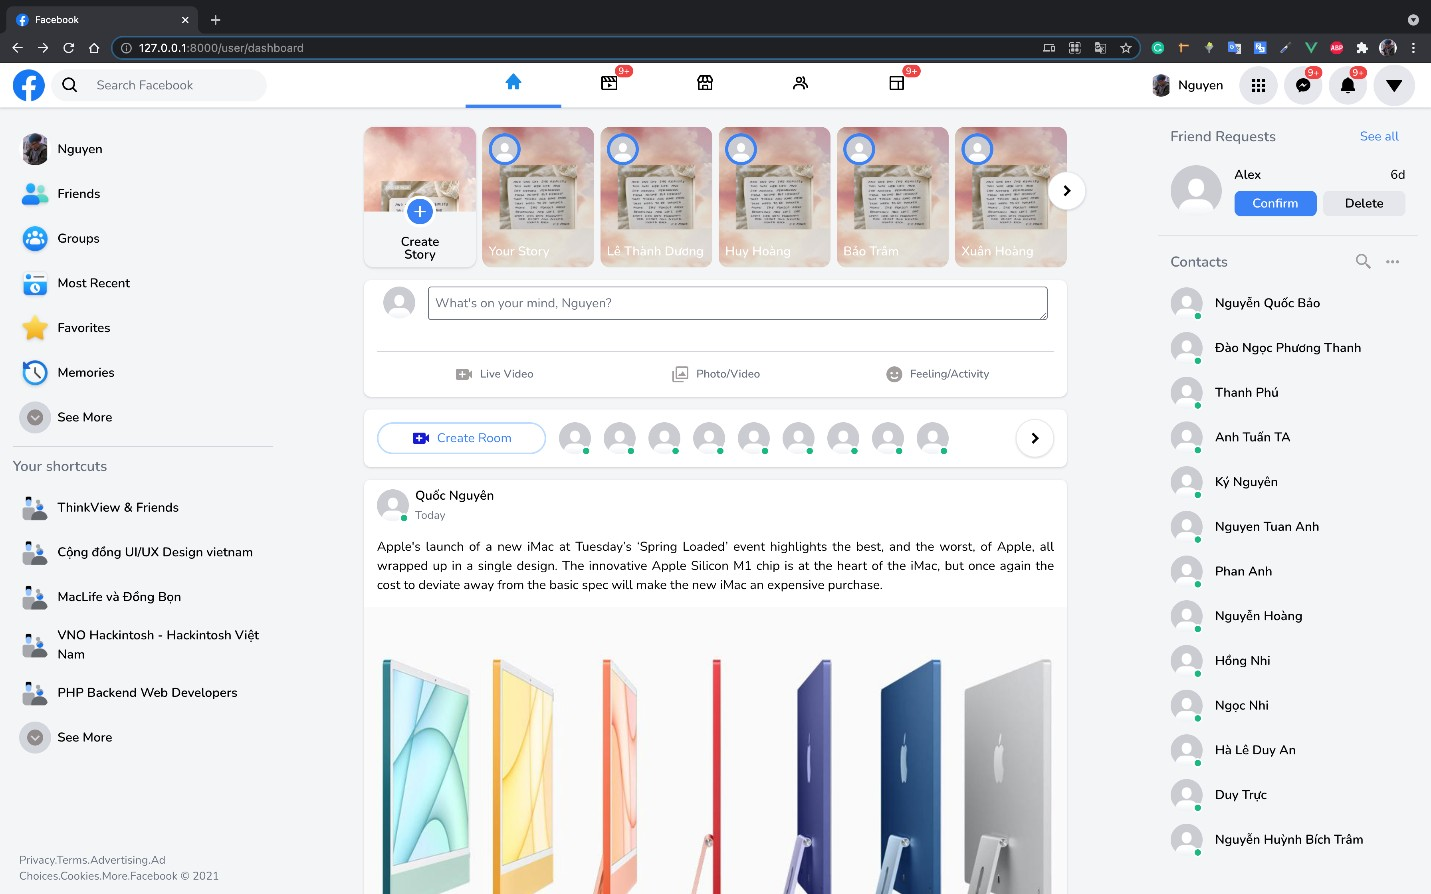 Facebook
127.0.0.1:8000/user/dashboard
ABP
Search Facebook
9+
9+
Nguyen
9+
9+
Nguyen
Friends
Groups
Most Recent
Favorites
Memories
See More
Your shortcuts
ThinkView & Friends
Cộng đồng UI/UX Design vietnam
MacLife và Đồng Bọn
VNO Hackintosh - Hackintosh Việt
Nam
PHP Backend Web Developers
See More
Privacy.Terms.Advertising.Ad
Choices.Cookies.More.Facebook © 2021
Create
Story
Your Story
Lê Thành Dương
Huy Hoàng
Bảo Trâm
Xuân Hoàng
What's on your mind, Nguyen?
Live Video
Photo/Video
Feeling/Activity
Create Room
Quốc Nguyên
Today
Apple's launch of a new iMac at Tuesday’s ‘Spring Loaded’ event highlights the best, and the worst, of Apple, all
wrapped up in a single design. The innovative Apple Silicon M1 chip is at the heart of the iMac, but once again the
cost to deviate away from the basic spec will make the new iMac an expensive purchase.
Friend Requests
See all
Alex
6d
Confirm
Delete
Contacts
Nguyễn Quốc Bảo
Đào Ngọc Phương Thanh
Thanh Phú
Anh Tuấn TA
Ký Nguyên
Nguyen Tuan Anh
Phan Anh
Nguyễn Hoàng
Hồng Nhi
Ngọc Nhi
Hà Lê Duy An
Duy Trực
Nguyễn Huỳnh Bích Trâm